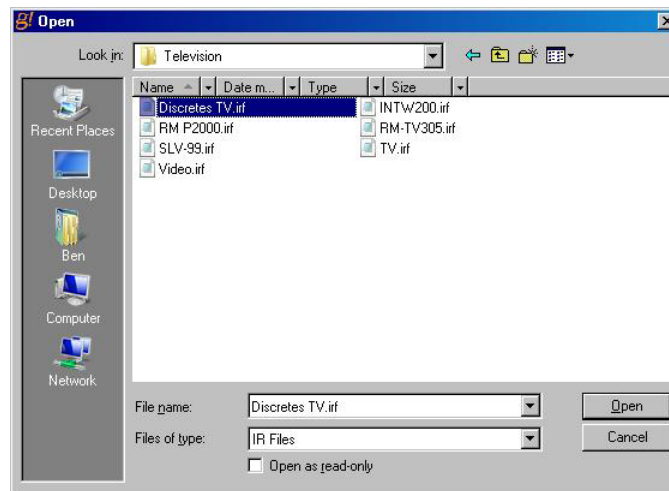 g! Open
Look in: Television
Name Date m... Type Size
Discretes TV.irf INTW200.irf
RM P2000.irf RM-TV305.irf
SLV-99.irf TV.irf
Video.irf
Recent Places
Desktop
Ben
Computer
Network
File name: Discretes TV.irf Open
Files of type: IR Files Cancel
Open as read-only